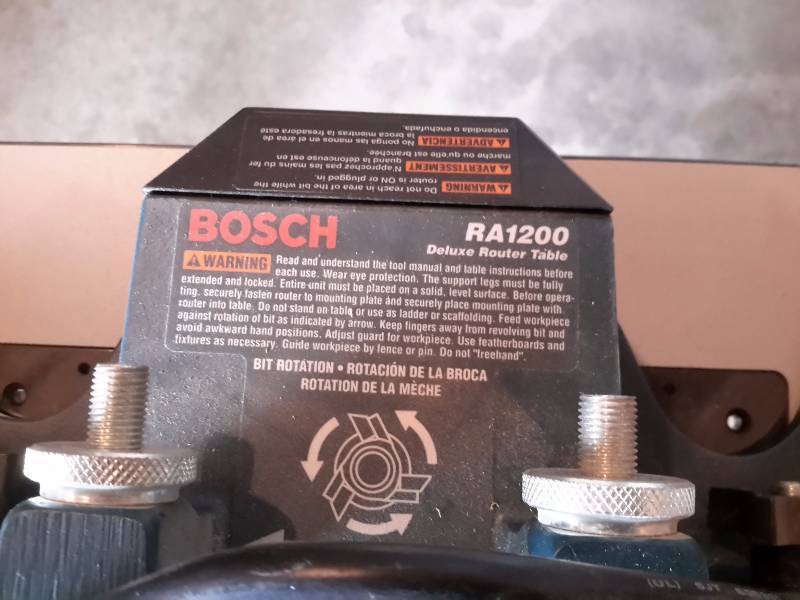 encendida o enchufada.
la broca mientras la fresadora esté
ADVERTENCIA No ponga las manos en el área de
marche ou qu'elle est branchée.
quand la défonceuse est en
AVERTISSEMENT N'approchez pas les mains du fer
router is ON or plugged in.
WARNING Do not reach in area of the bit while the
BOSCH RA1200
Deluxe Router Table
WARNING Read and understand the tool manual and table instructions before
each use. Wear eye protection. The support legs must be fully
extended and locked. Entire unit must be placed on a solid, level surface. Before opera-
ting, securely fasten router to mounting plate and securely place mounting plate with
router into table. Do not stand on table or use as ladder or scaffolding. Feed workpiece
against rotation of bit as indicated by arrow. Keep fingers away from revolving bit and
avoid awkward hand positions. Adjust guard for workpiece. Use featherboards and
fixtures as necessary. Guide workpiece by fence or pin. Do not "freehand".
BIT ROTATION • ROTACIÓN DE LA BROCA
ROTATION DE LA MÈCHE
(UL) SJT